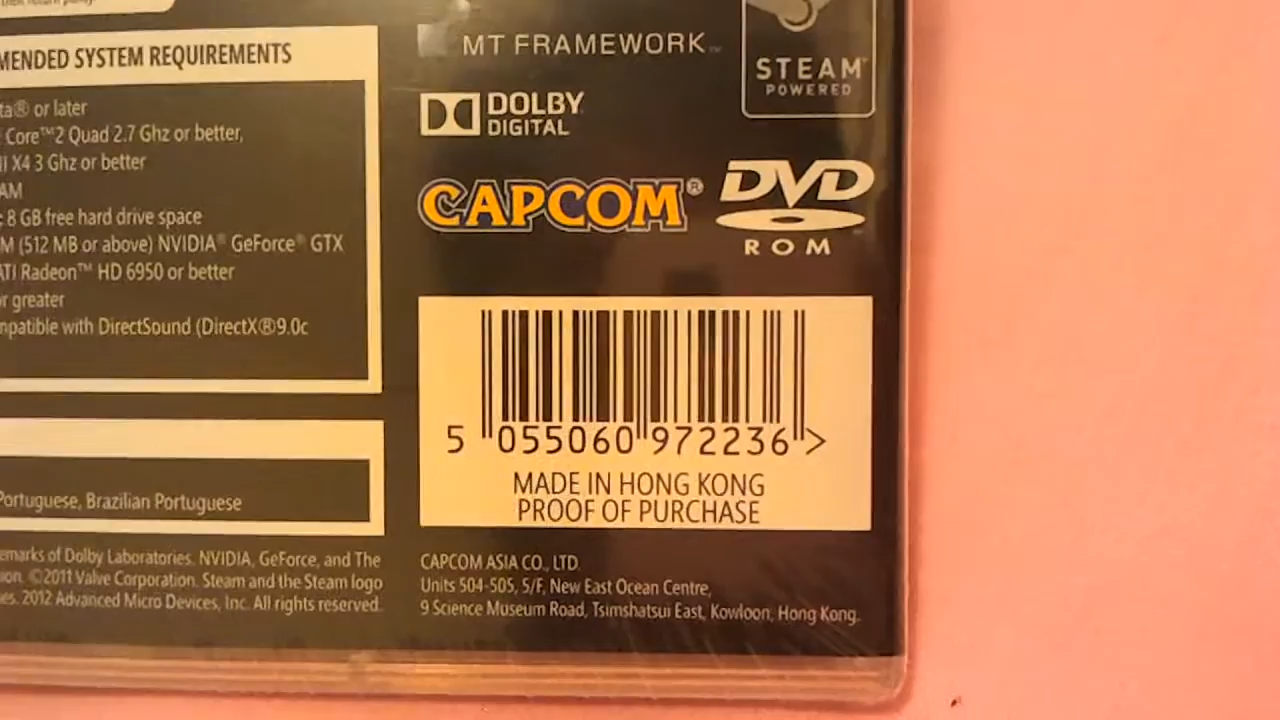 MENDED SYSTEM REQUIREMENTS
ta® or later
Core™2 Quad 2.7 Ghz or better,
II X4 3 Ghz or better
AM
: 8 GB free hard drive space
M (512 MB or above) NVIDIA® GeForce® GTX
ATI Radeon™ HD 6950 or better
or greater
mpatible with DirectSound (DirectX®9.0c
Portuguese, Brazilian Portuguese
emarks of Dolby Laboratories. NVIDIA, GeForce, and The
ion. ©2011 Valve Corporation. Steam and the Steam logo
es. 2012 Advanced Micro Devices, Inc. All rights reserved.
MT FRAMEWORK™
STEAM™
POWERED
DOLBY
DIGITAL
CAPCOM®
DVD
ROM
5 055060 972236 >
MADE IN HONG KONG
PROOF OF PURCHASE
CAPCOM ASIA CO., LTD.
Units 504-505, 5/F, New East Ocean Centre,
9 Science Museum Road, Tsimshatsui East, Kowloon, Hong Kong.